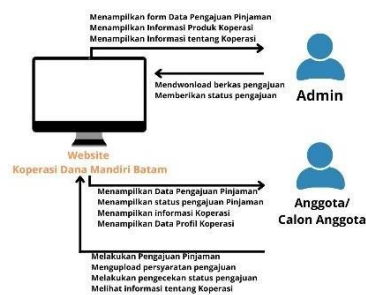 Menampilkan form Data Pengajuan Pinjaman
Menampilkan Informasi Produk Koperasi
Menampilkan Informasi tentang Koperasi
Mendwonload berkas pengajuan
Memberikan status pengajuan
Admin
Website
Koperasi Dana Mandiri Batam
Menampilkan Data Pengajuan Pinjaman
Menampilkan status pengajuan Pinjaman
Menampilkan informasi Koperasi
Menampilkan Data Profil Koperasi
Anggota/
Calon Anggota
Melakukan Pengajuan Pinjaman
Mengupload persyaratan pengajuan
Melakukan pengecekan status pengajuan
Melihat informasi tentang Koperasi